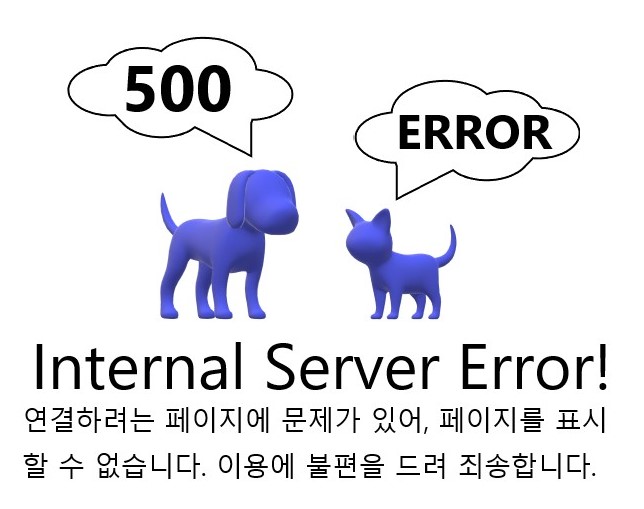 500
ERROR
Internal Server Error!
연결하려는 페이지에 문제가 있어, 페이지를 표시
할 수 없습니다. 이용에 불편을 드려 죄송합니다.